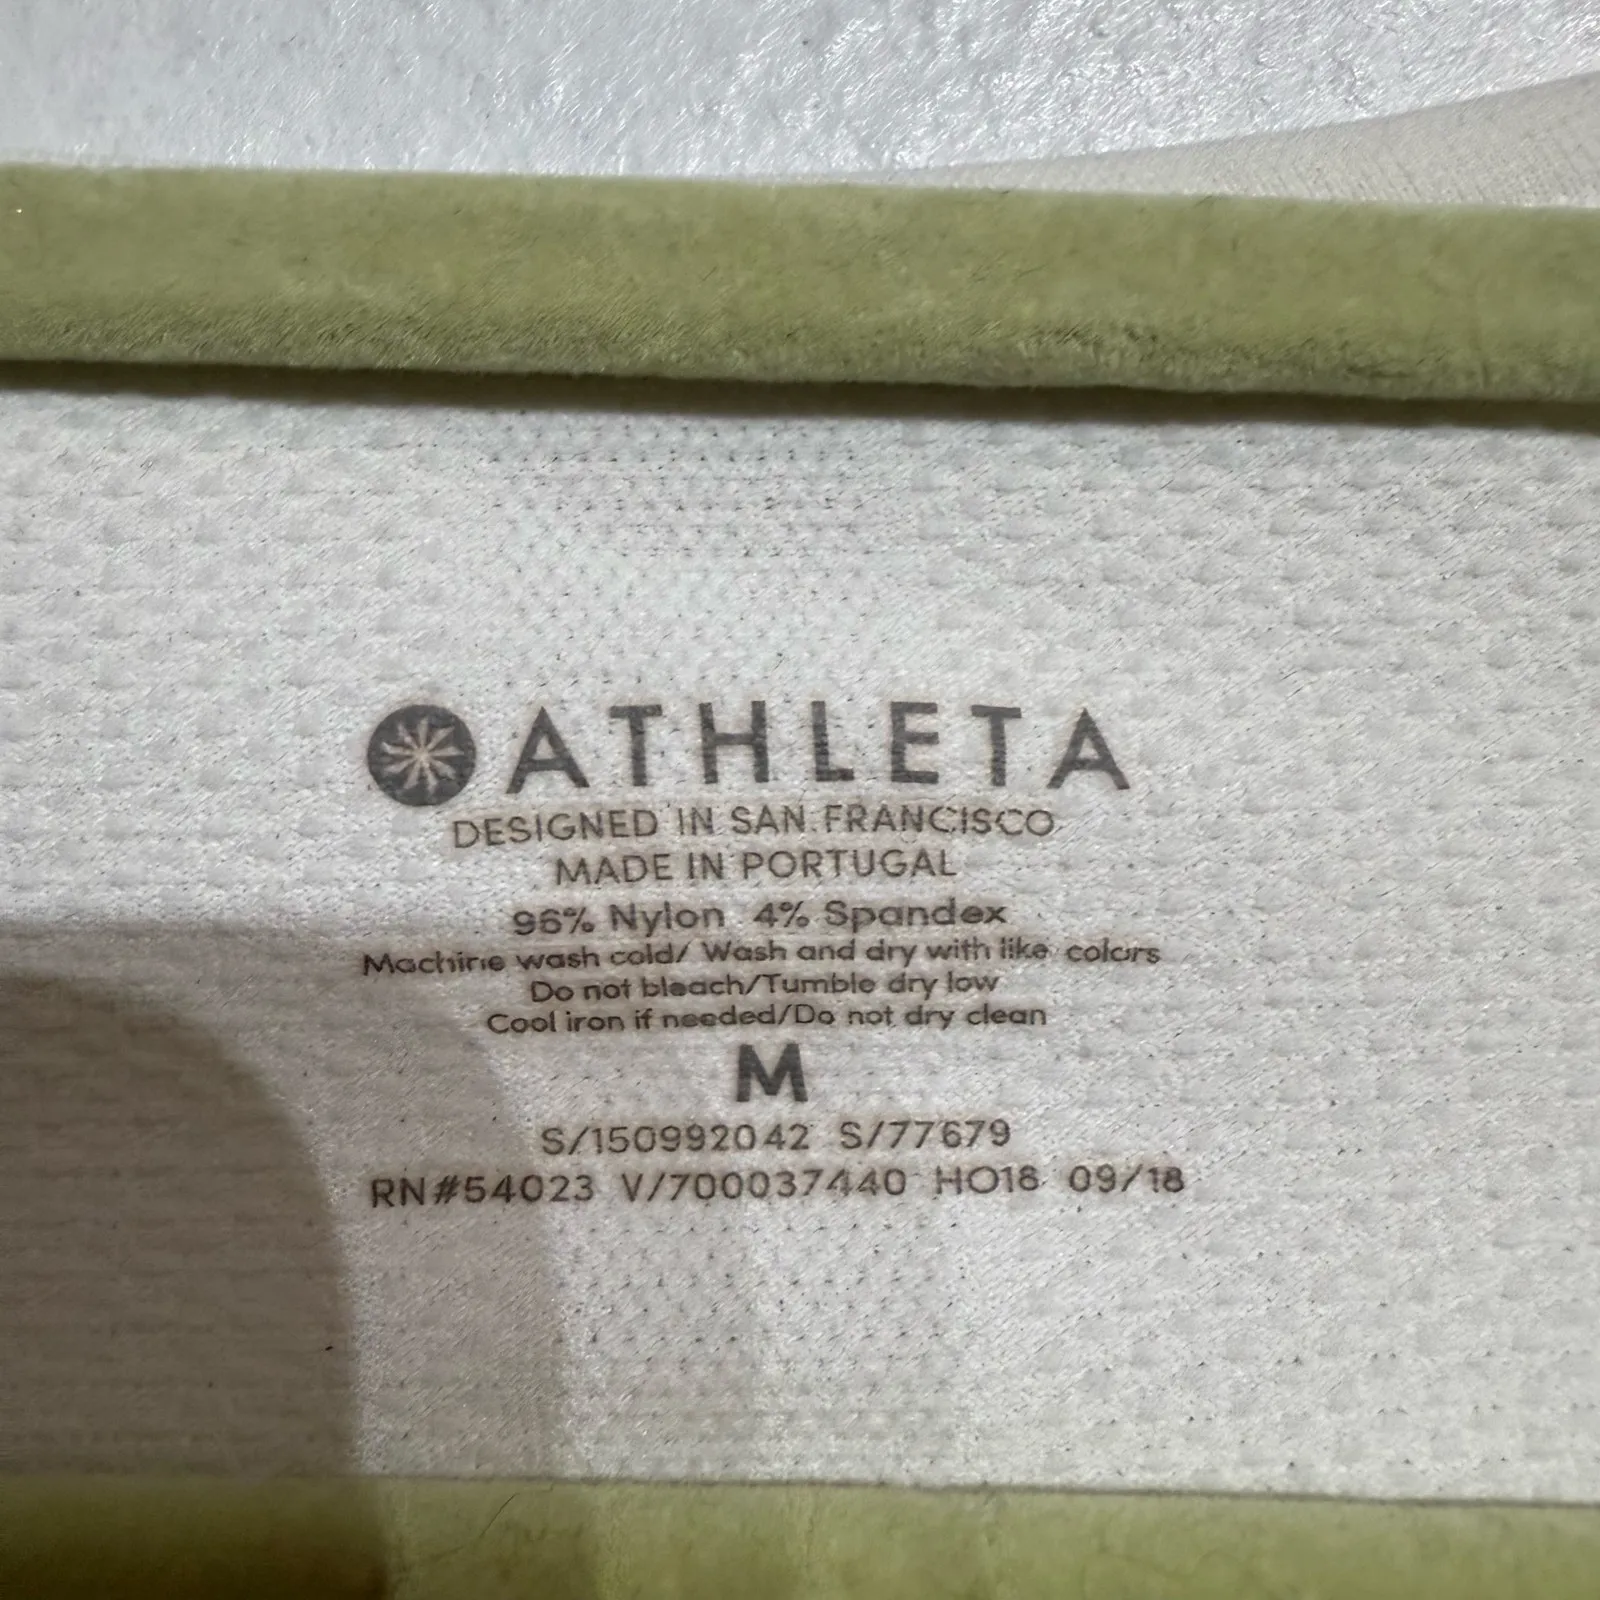 ATHLETA
DESIGNED IN SAN FRANCISCO
MADE IN PORTUGAL
96% Nylon 4% Spandex
Machine wash cold/ Wash and dry with like colors
Do not bleach/Tumble dry low
Cool iron if needed/Do not dry clean
M
S/150992042 S/77679
RN#54023 V/700037440 HO18 09/18